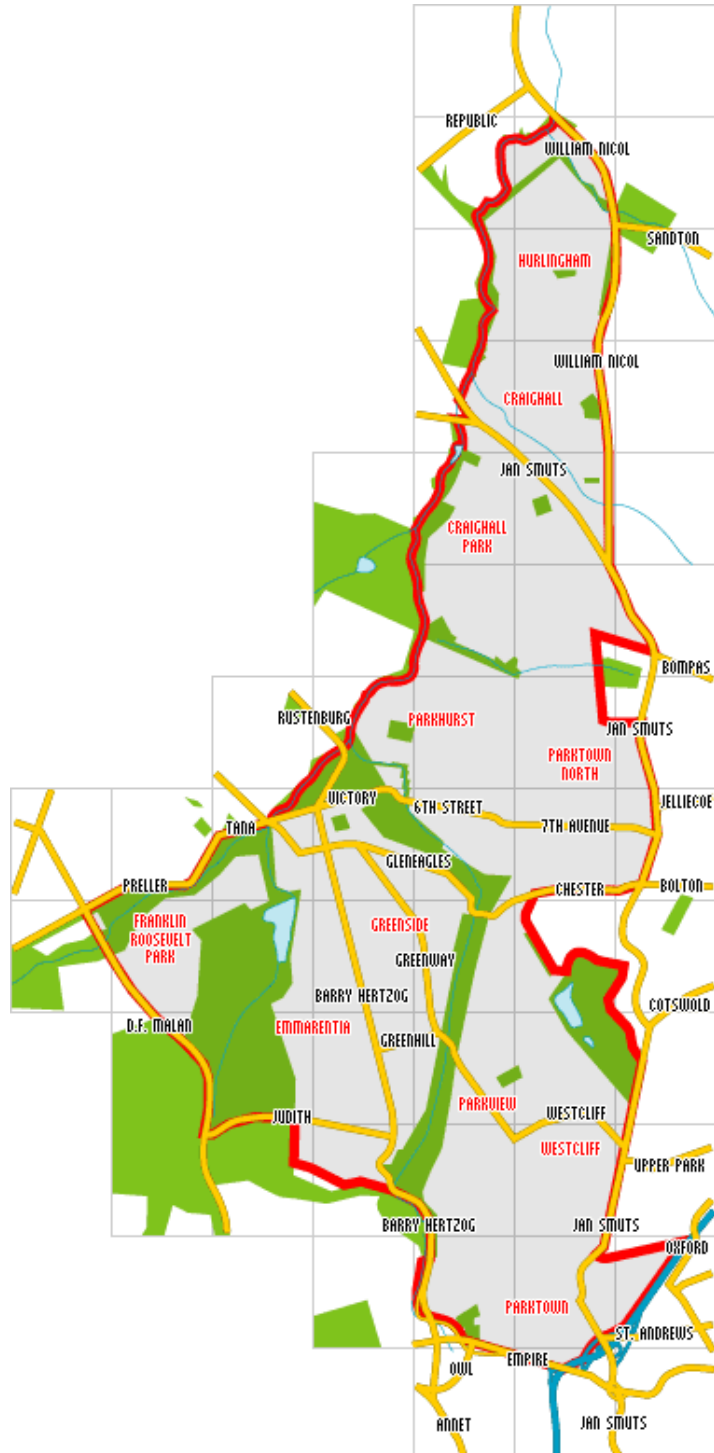 REPUBLIC
WILLIAM NICOL
SANDTON
HURLINGHAM
WILLIAM NICOL
CRAIGHALL
JAN SMUTS
CRAIGHALL
PARK
BOMPAS
RUSTENBURG
PARKHURST
JAN SMUTS
PARKTOWN
NORTH
VICTORY
6TH STREET
JELLIECOE
TANA
7TH AVENUE
GLENEAGLES
PRELLER
CHESTER
BOLTON
FRANKLIN
ROOSEVELT
PARK
GREENSIDE
GREENWAY
BARRY HERTZOG
COTSWOLD
D.F. MALAN
EMMARENTIA
GREENHILL
PARKVIEW
JUDITH
WESTCLIFF
WESTCLIFF
UPPER PARK
BARRY HERTZOG
JAN SMUTS
OXFORD
PARKTOWN
ST. ANDREWS
EMPIRE
OWL
ANNET
JAN SMUTS